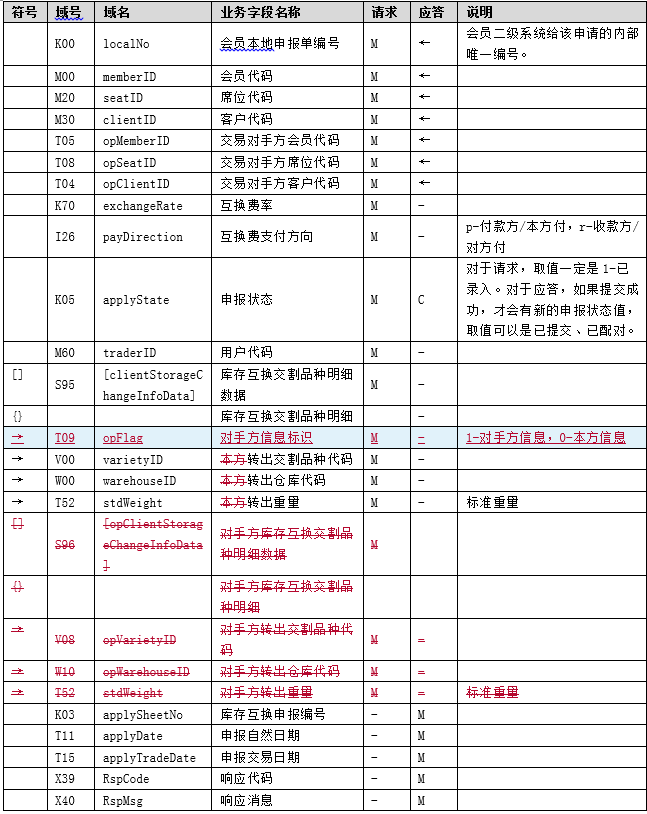 符号 域号 域名 业务字段名称 请求 应答 说明
K00 localNo 会员本地申报单编号 M ← 会员二级系统给该申请的内部
唯一编号。
M00 memberID 会员代码 M ←
M20 seatID 席位代码 M ←
M30 clientID 客户代码 M ←
T05 opMemberID 交易对手方会员代码 M ←
T08 opSeatID 交易对手方席位代码 M ←
T04 opClientID 交易对手方客户代码 M ←
K70 exchangeRate 互换费率 M -
I26 payDirection 互换费支付方向 M - p-付款方/本方付，r-收款方/
对方付
K05 applyState 申报状态 M C 对于请求，取值一定是1-已
录入。对于应答，如果提交成
功，才会有新的申报状态值，
取值可以是已提交、已配对。
M60 traderID 用户代码 M -
[] S95 [clientStorageC
hangeInfoData] 库存互换交割品种明细
数据 M -
{} 库存互换交割品种明细 -
→ T09 opFlag 对手方信息标识 M - 1-对手方信息，0-本方信息
→ V00 varietyID 本方转出交割品种代码 M -
→ W00 warehouseID 本方转出仓库代码 M -
→ T52 stdWeight 本方转出重量 M - 标准重量
[] S96 [opClientStorag
eChangeInfoData
] 对手方库存互换交割品
种明细数据 M
{} 对手方库存互换交割品
种明细
→ V08 opVarietyID 对手方转出交割品种代
码 M -
→ W10 opWarehouseID 对手方转出仓库代码 M -
→ T52 stdWeight 对手方转出重量 M - 标准重量
K03 applySheetNo 库存互换申报编号 - M
T11 applyDate 申报自然日期 - M
T15 applyTradeDate 申报交易日期 - M
X39 RspCode 响应代码 - M
X40 RspMsg 响应消息 - M